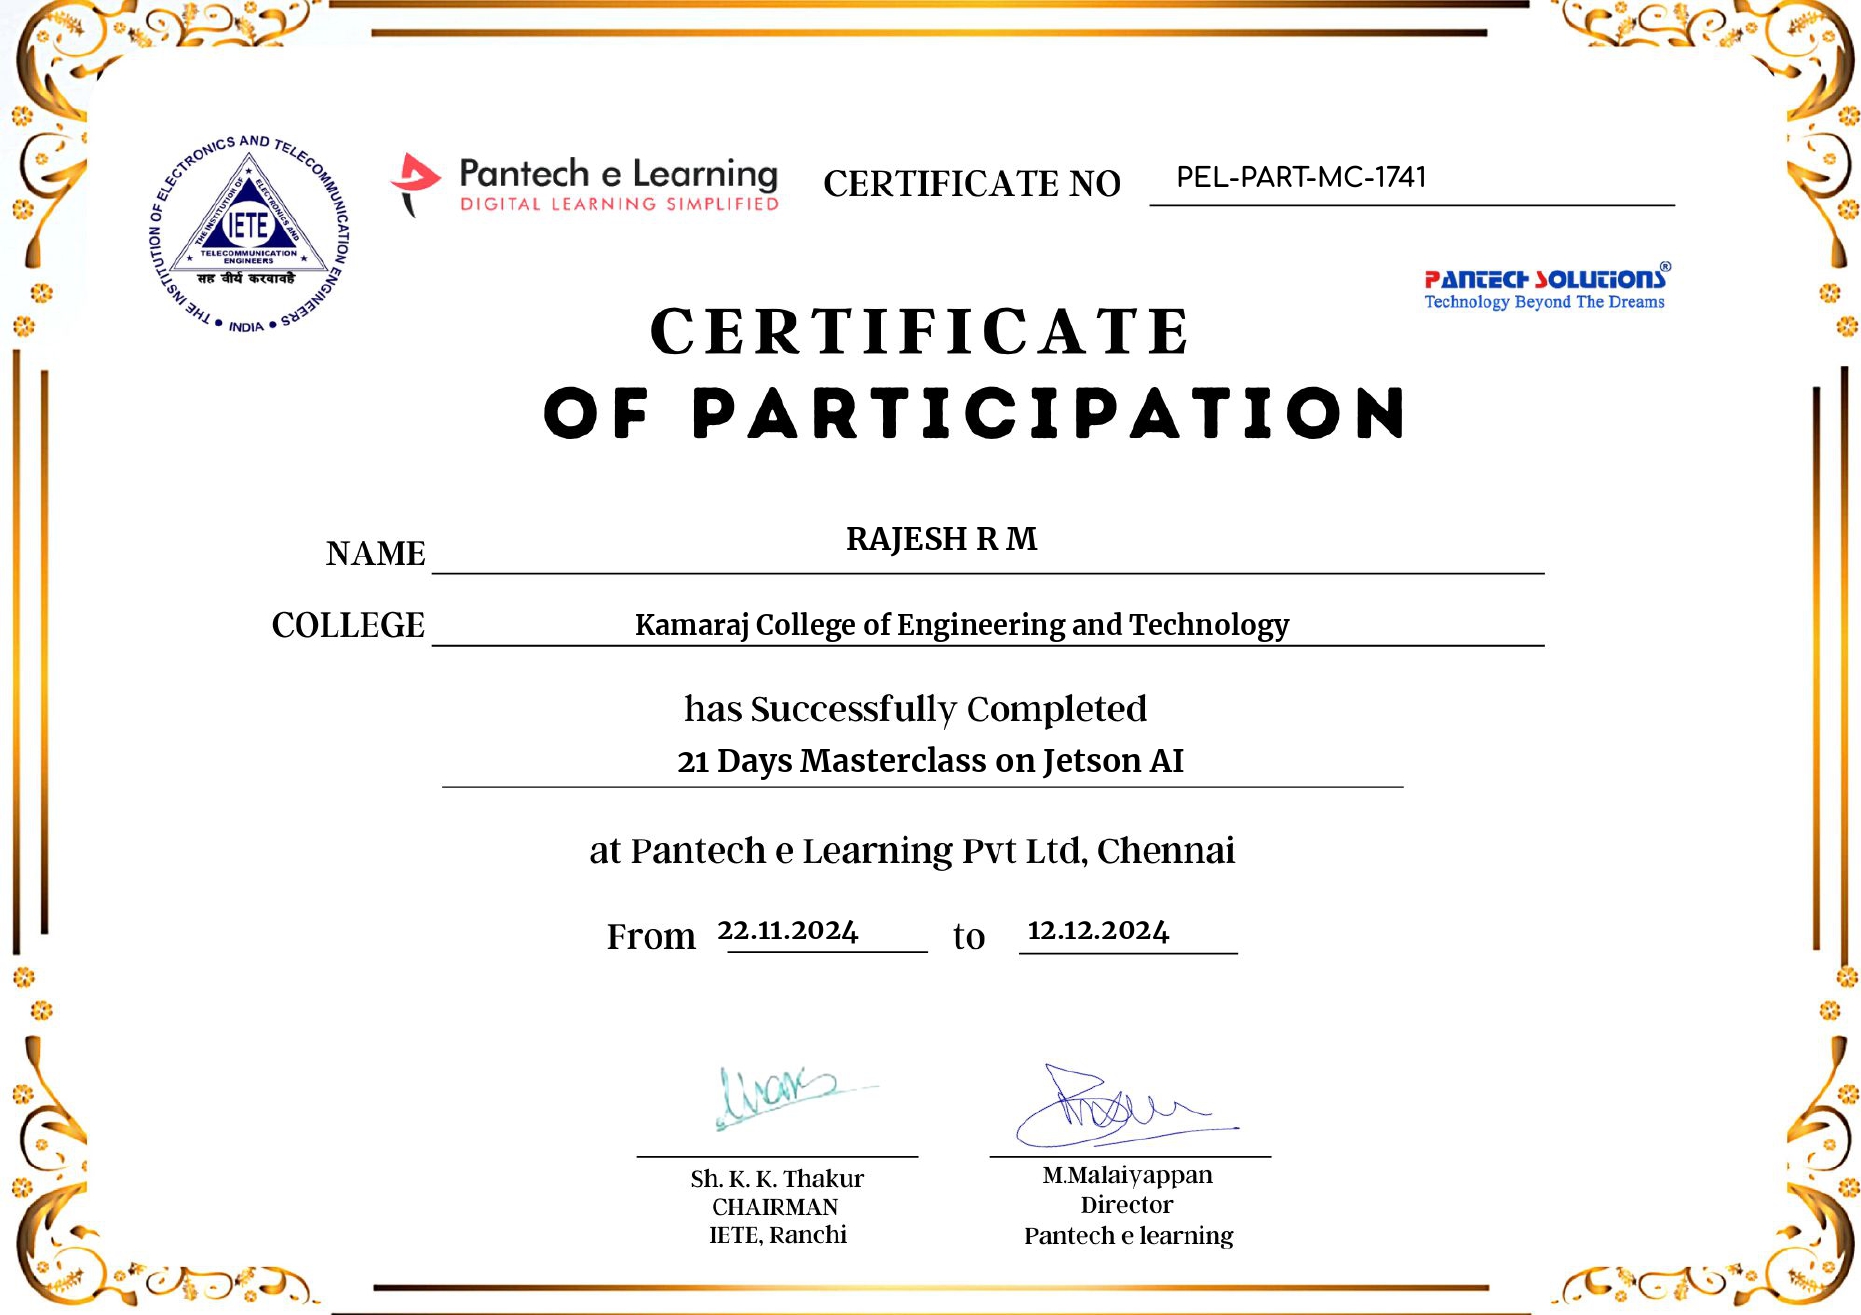 THE INSTITUTION OF ELECTRONICS AND TELECOMMUNICATION ENGINEERS
• INDIA •
THE INSTITUTION OF ELECTRONICS AND
IETE
TELECOMMUNICATION
ENGINEERS
सह वीर्य करवावहै
Pantech e Learning
DIGITAL LEARNING SIMPLIFIED
CERTIFICATE NO PEL-PART-MC-1741
PANTECH SOLUTIONS®
Technology Beyond The Dreams
CERTIFICATE
OF PARTICIPATION
NAME RAJESH R M
COLLEGE Kamaraj College of Engineering and Technology
has Successfully Completed
21 Days Masterclass on Jetson AI
at Pantech e Learning Pvt Ltd, Chennai
From 22.11.2024 to 12.12.2024
Sh. K. K. Thakur
CHAIRMAN
IETE, Ranchi
M.Malaiyappan
Director
Pantech e learning